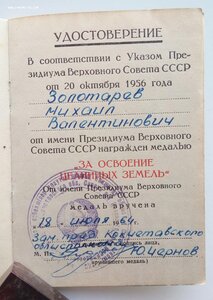 УДОСТОВЕРЕНИЕ
В соответствии с Указом Пре-
зидиума Верховного Совета СССР
от 20 октября 1956 года
Золотарев
Михаил
Валентинович
от имени Президиума Верховного
Совета СССР награжден медалью
"ЗА ОСВОЕНИЕ
ЦЕЛИННЫХ ЗЕМЕЛЬ"
От имени Президиума Верховного
Совета СССР
медаль вручена
18 июля 1964 г.
Зам. пред. Кокчетавского
М. П.